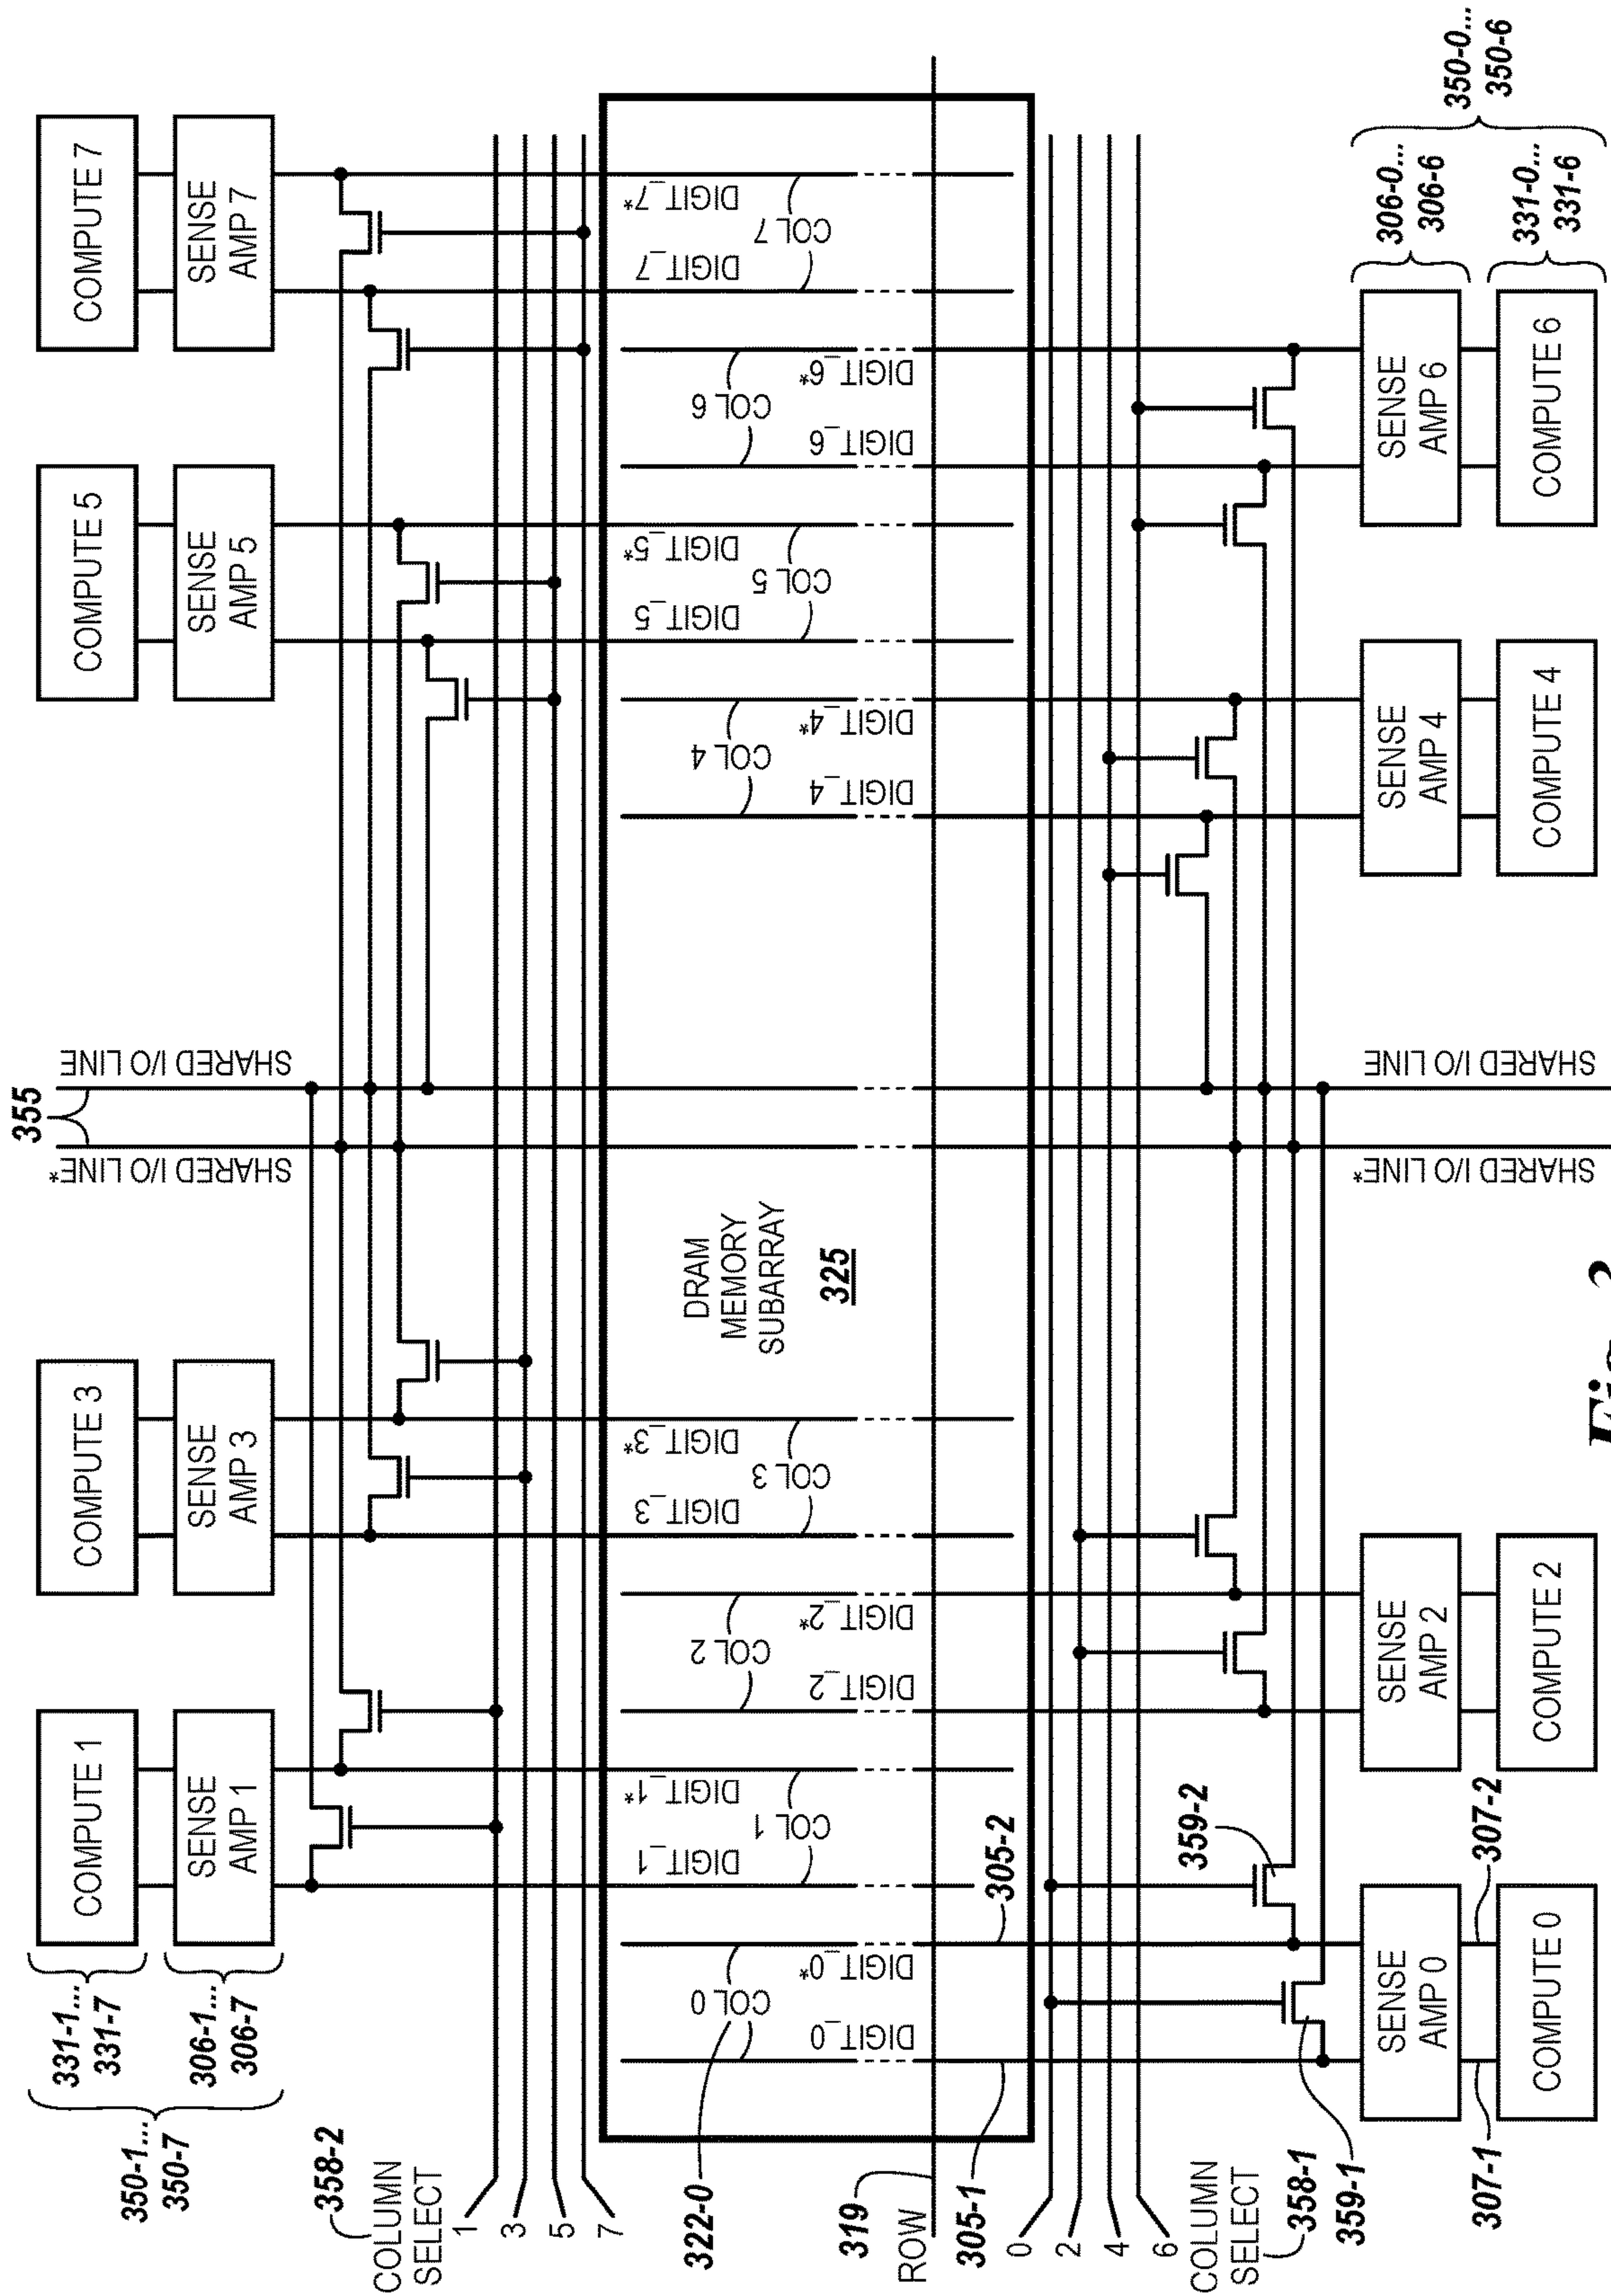 355
SHARED I/O LINE*
SHARED I/O LINE
COMPUTE 1
COMPUTE 3
COMPUTE 5
COMPUTE 7
331-1...
331-7
SENSE
AMP 1
SENSE
AMP 3
SENSE
AMP 5
SENSE
AMP 7
306-1...
306-7
350-1...
350-7
358-2
COLUMN
SELECT
1
3
5
7
DIGIT_1
DIGIT_1*
DIGIT_3
DIGIT_3*
DIGIT_5
DIGIT_5*
DIGIT_7
DIGIT_7*
COL 0
COL 1
COL 2
COL 3
COL 4
COL 5
COL 6
COL 7
DRAM
MEMORY
SUBARRAY
325
DIGIT_0
DIGIT_0*
DIGIT_2
DIGIT_2*
DIGIT_4
DIGIT_4*
DIGIT_6
DIGIT_6*
322-0
319
ROW
305-1
305-2
0
2
4
6
COLUMN
SELECT
358-1
359-1
359-2
SHARED I/O LINE*
SHARED I/O LINE
SENSE
AMP 0
SENSE
AMP 2
SENSE
AMP 4
SENSE
AMP 6
306-0...
306-6
350-0...
350-6
307-1
307-2
COMPUTE 0
COMPUTE 2
COMPUTE 4
COMPUTE 6
331-0...
331-6